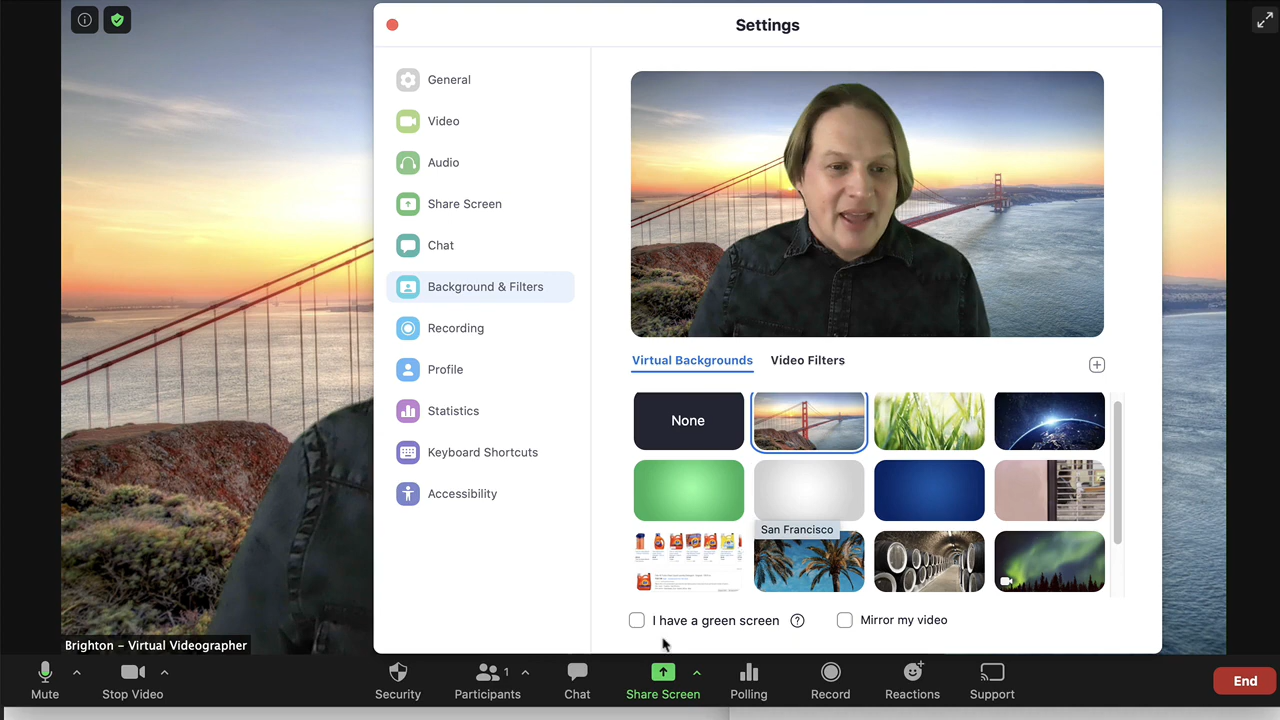 Settings
General
Video
Audio
Share Screen
Chat
Background & Filters
Recording
Profile
Statistics
Keyboard Shortcuts
Accessibility
Virtual Backgrounds
Video Filters
None
San Francisco
I have a green screen
?
Mirror my video
Brighton – Virtual Videographer
Mute
Stop Video
Security
1
Participants
Chat
Share Screen
Polling
Record
Reactions
Support
End